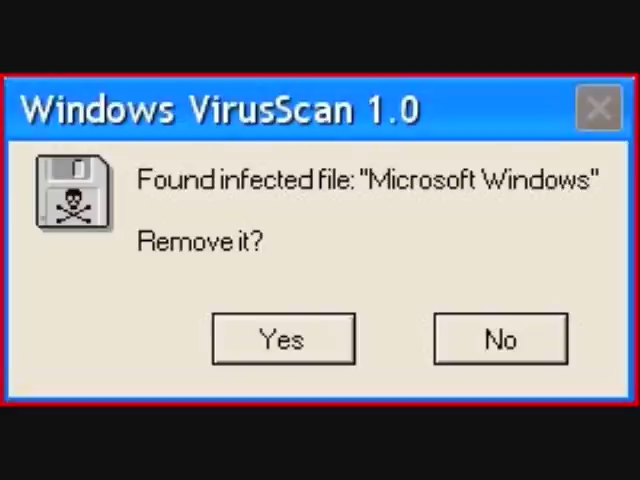 Windows VirusScan 1.0
Found infected file: "Microsoft Windows"
Remove it?
Yes
No